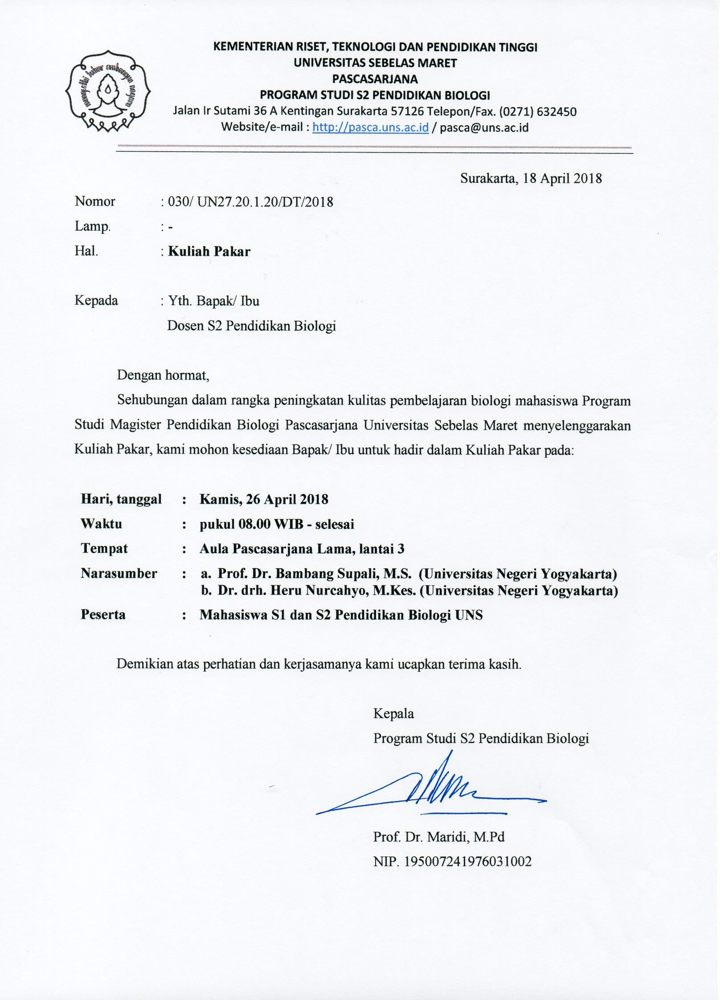 KEMENTERIAN RISET, TEKNOLOGI DAN PENDIDIKAN TINGGI
UNIVERSITAS SEBELAS MARET
PASCASARJANA
PROGRAM STUDI S2 PENDIDIKAN BIOLOGI
Jalan Ir Sutami 36 A Kentingan Surakarta 57126 Telepon/Fax. (0271) 632450
Website/e-mail : http://pasca.uns.ac.id / pasca@uns.ac.id
Surakarta, 18 April 2018
Nomor : 030/ UN27.20.1.20/DT/2018
Lamp. : -
Hal. : Kuliah Pakar
Kepada : Yth. Bapak/ Ibu
Dosen S2 Pendidikan Biologi
Dengan hormat,
Sehubungan dalam rangka peningkatan kulitas pembelajaran biologi mahasiswa Program
Studi Magister Pendidikan Biologi Pascasarjana Universitas Sebelas Maret menyelenggarakan
Kuliah Pakar, kami mohon kesediaan Bapak/ Ibu untuk hadir dalam Kuliah Pakar pada:
Hari, tanggal : Kamis, 26 April 2018
Waktu : pukul 08.00 WIB - selesai
Tempat : Aula Pascasarjana Lama, lantai 3
Narasumber : a. Prof. Dr. Bambang Supali, M.S. (Universitas Negeri Yogyakarta)
b. Dr. drh. Heru Nurcahyo, M.Kes. (Universitas Negeri Yogyakarta)
Peserta : Mahasiswa S1 dan S2 Pendidikan Biologi UNS
Demikian atas perhatian dan kerjasamanya kami ucapkan terima kasih.
Kepala
Program Studi S2 Pendidikan Biologi
Prof. Dr. Maridi, M.Pd
NIP. 195007241976031002